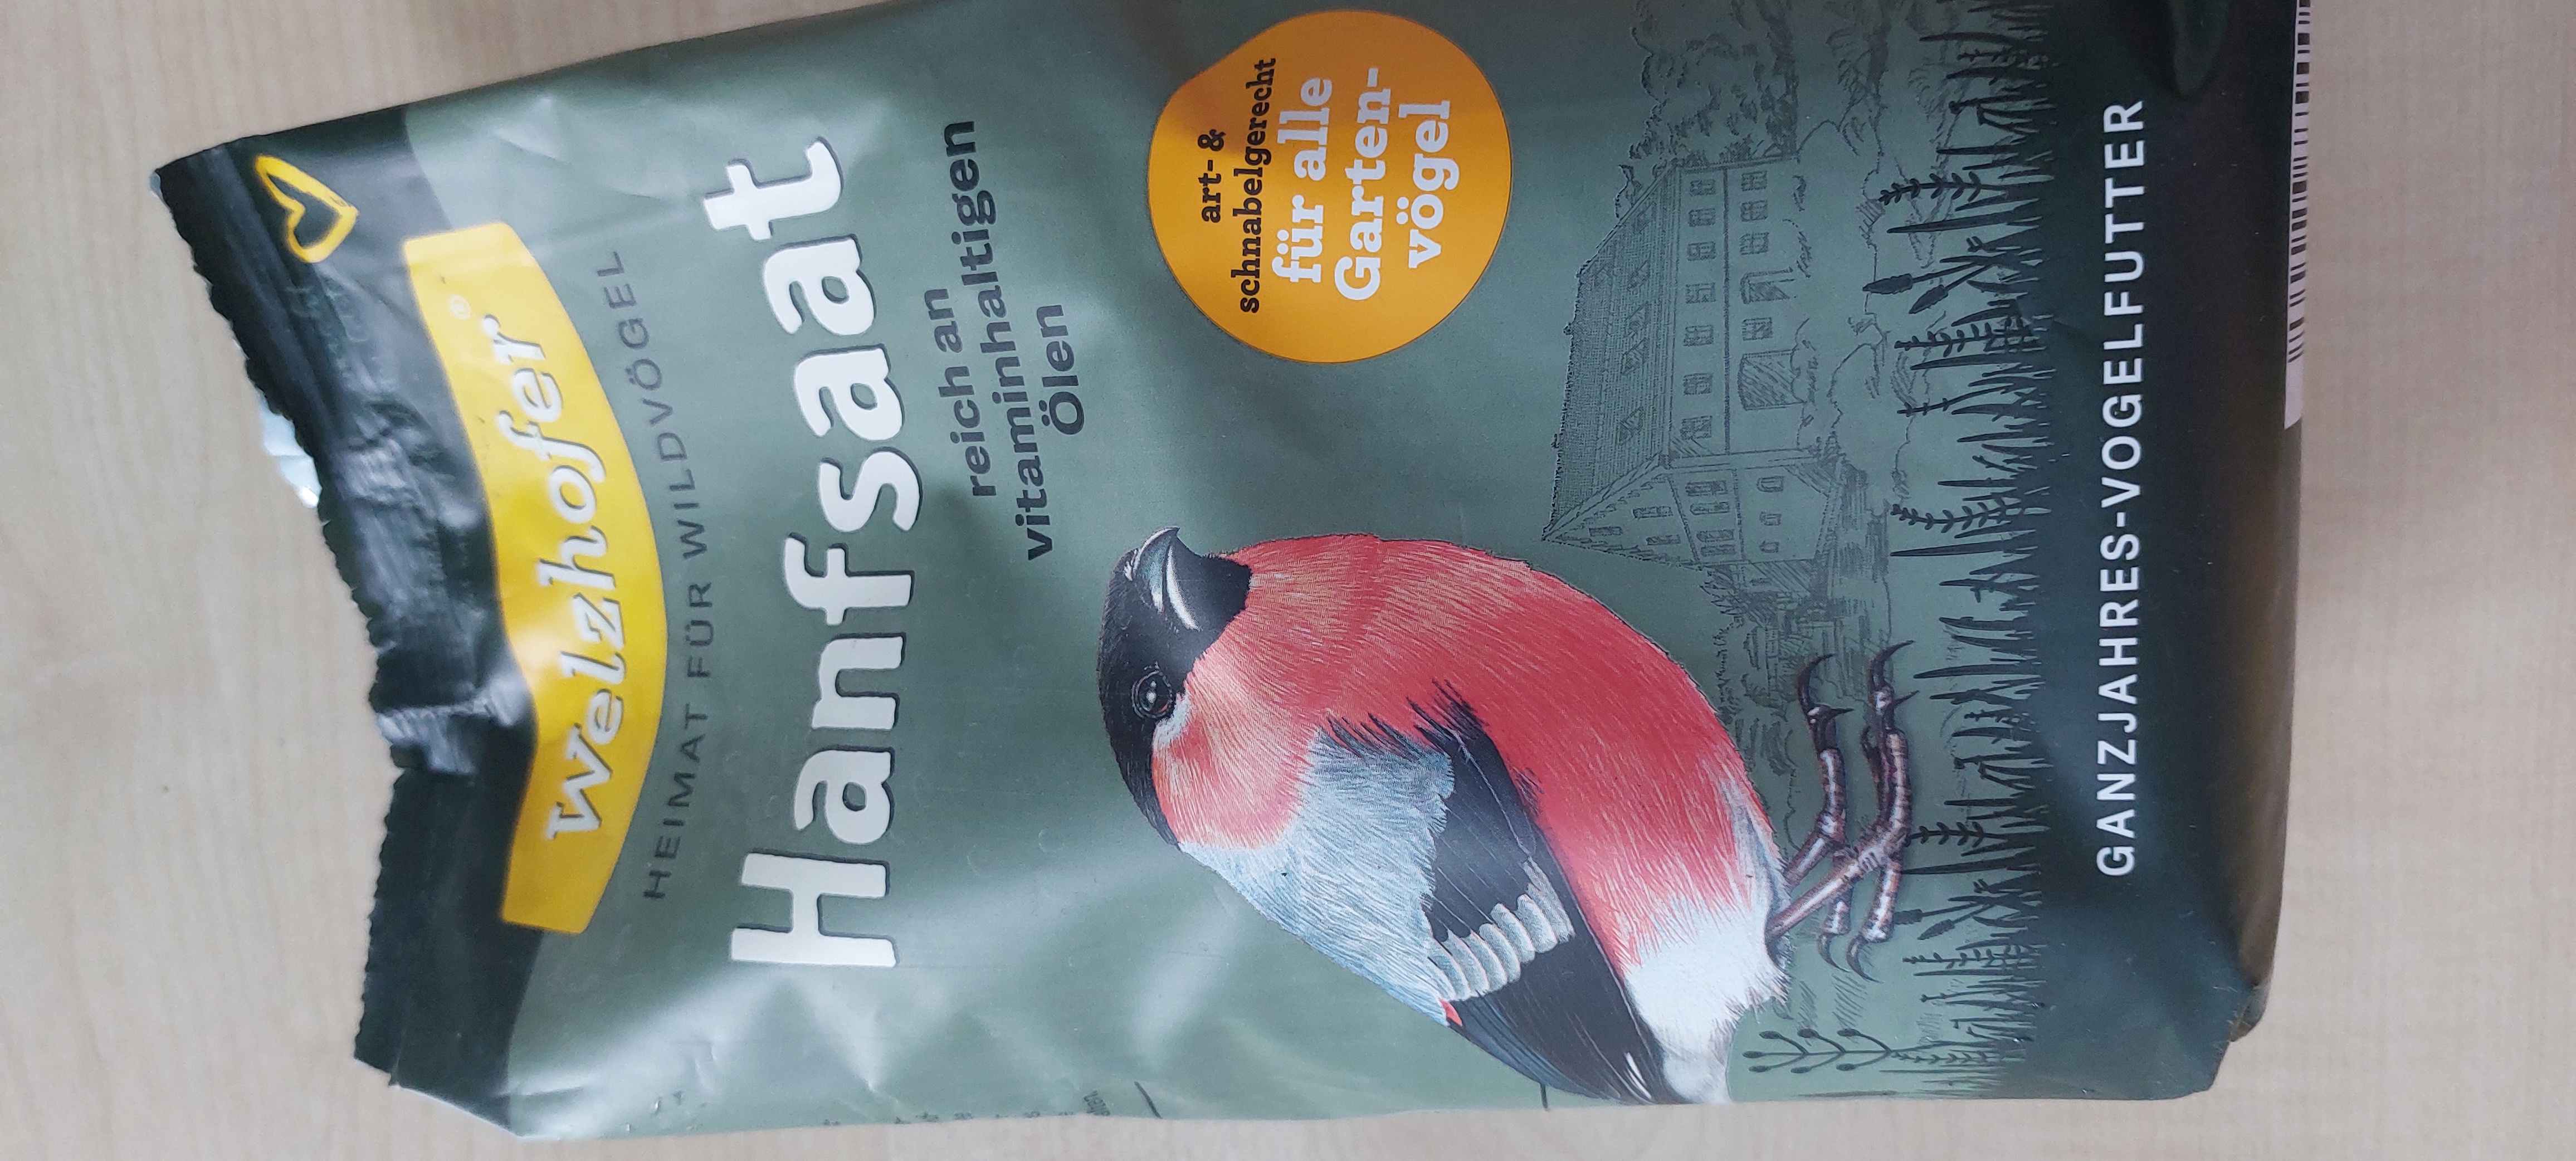 welzhofer®
HEIMAT FÜR WILDVÖGEL
Hanfsaat
reich an
vitaminhaltigen
Ölen
art- &
schnabelgerecht
für alle
Garten-
vögel
GANZJAHRES-VOGELFUTTER